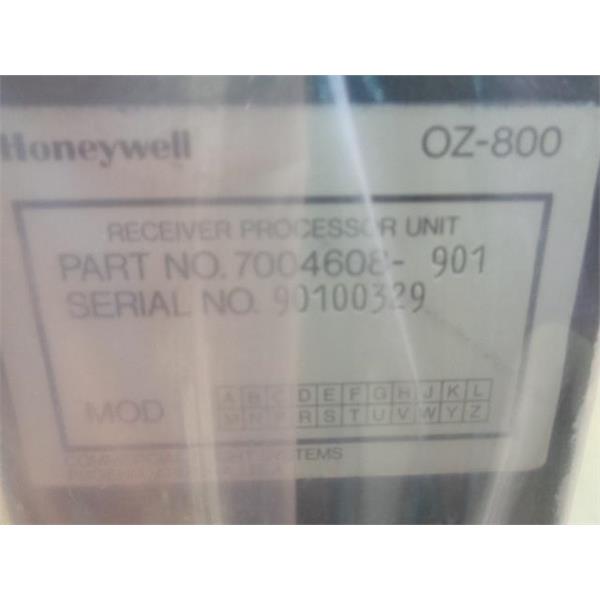 Honeywell OZ-800
RECEIVER PROCESSOR UNIT
PART NO. 7004608- 901
SERIAL NO. 90100329
MOD
A B C D E F G H J K L
M N P R S T U V W Y Z